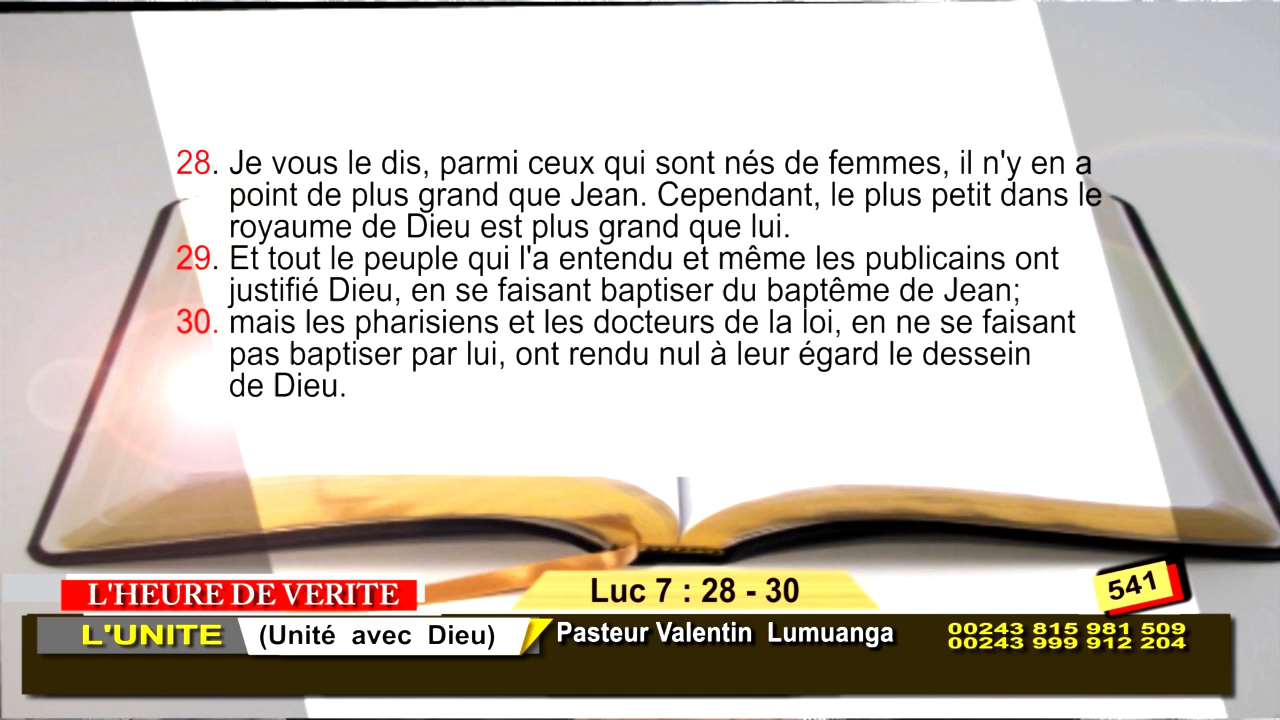 28. Je vous le dis, parmi ceux qui sont nés de femmes, il n'y en a
point de plus grand que Jean. Cependant, le plus petit dans le
royaume de Dieu est plus grand que lui.
29. Et tout le peuple qui l'a entendu et même les publicains ont
justifié Dieu, en se faisant baptiser du baptême de Jean;
30. mais les pharisiens et les docteurs de la loi, en ne se faisant
pas baptiser par lui, ont rendu nul à leur égard le dessein
de Dieu.
L'HEURE DE VERITE
Luc 7 : 28 - 30
541
L'UNITE
(Unité avec Dieu)
Pasteur Valentin Lumuanga
00243 815 981 509
00243 999 912 204